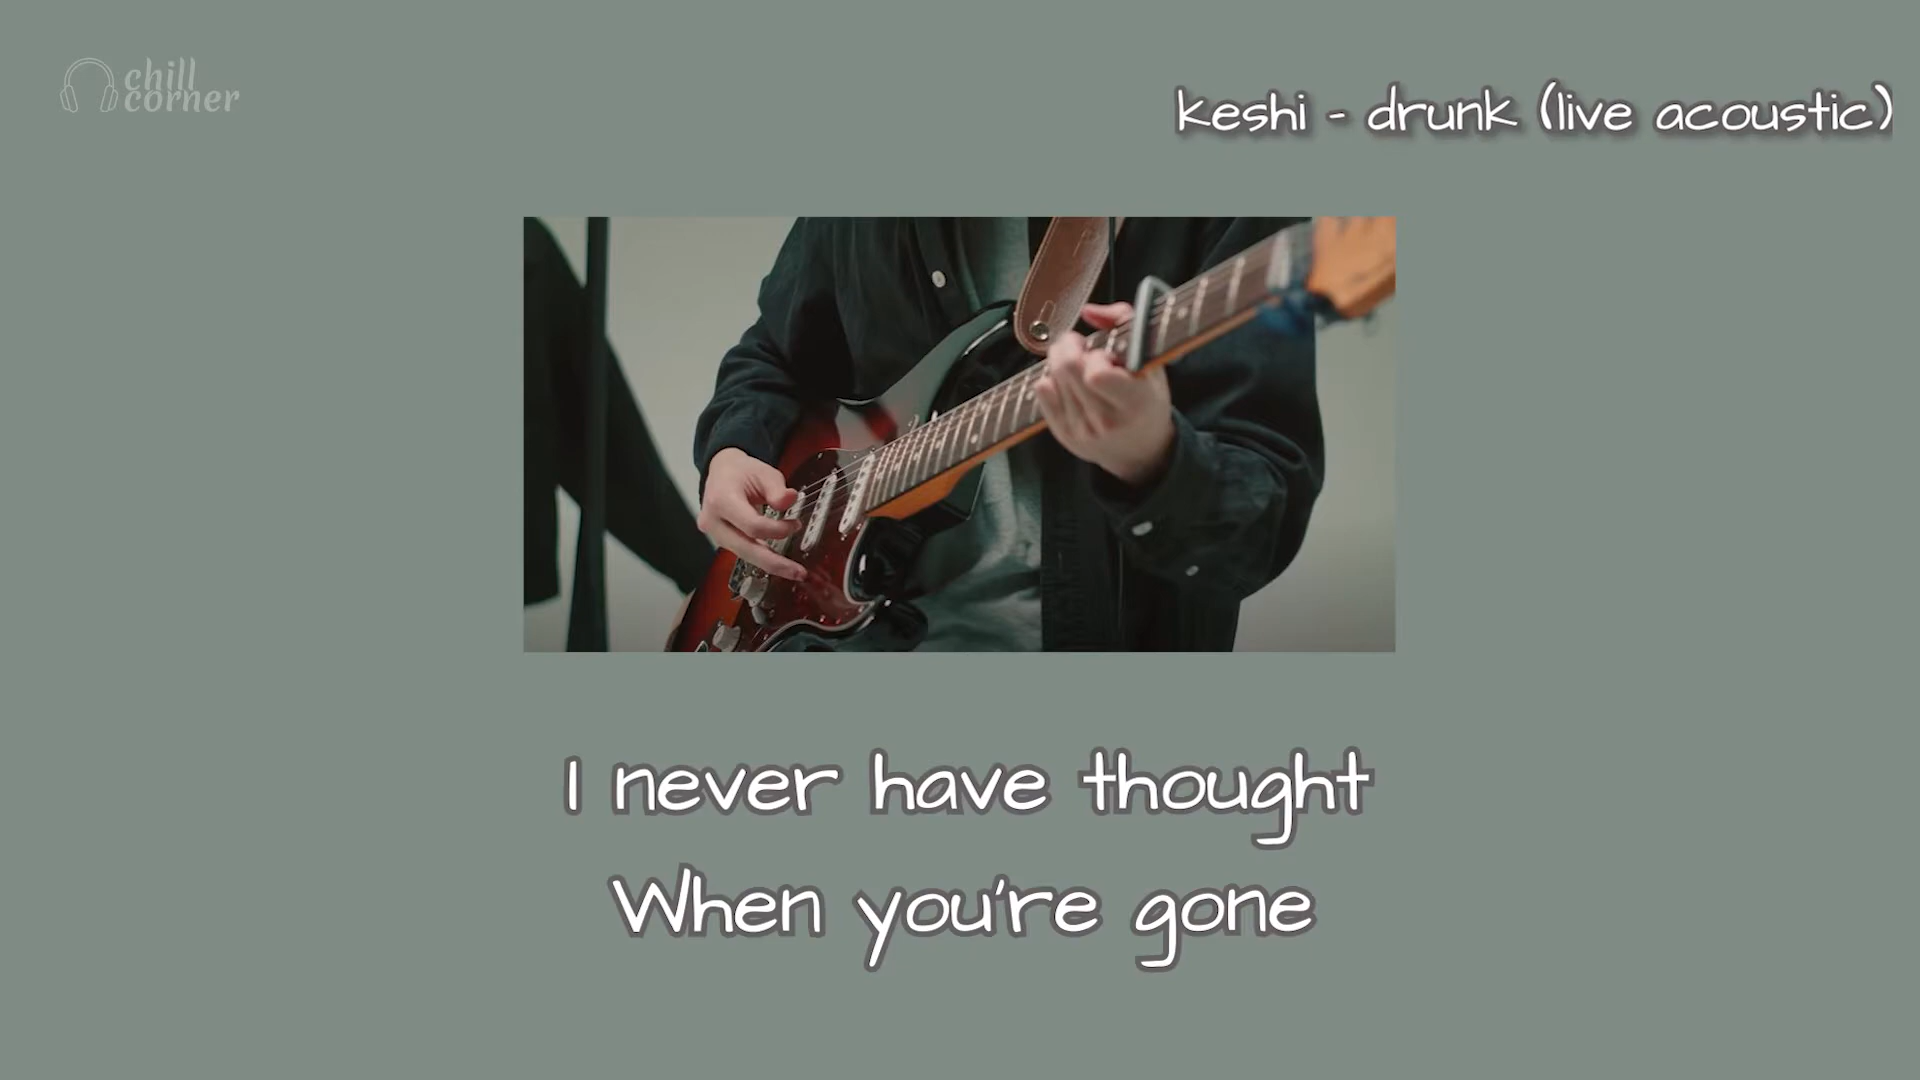 chill
corner
keshi - drunk (live acoustic)
I never have thought
When you're gone